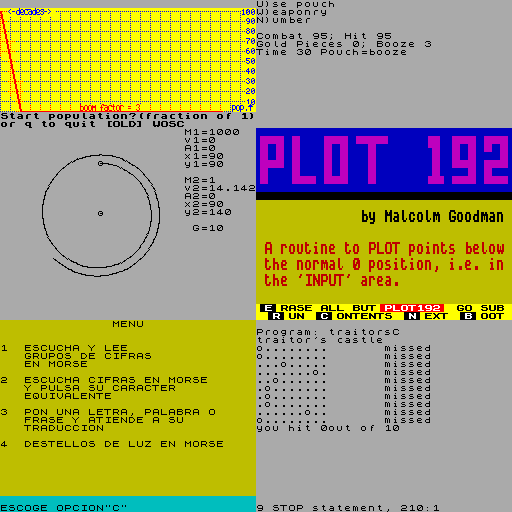 <-decades->
100
90
80
70
60
50
40
30
20
10
boom factor = 3
pop.%
Start population?(fraction of 1)
or q to quit [OLD] WOSC
U)se pouch
W)eaponry
N)umber
Combat 95; Hit 95
Gold Pieces 0; Booze 3
Time 30 Pouch=booze
M1=1000
v1=0
A1=0
x1=90
y1=90
M2=1
v2=14.142
A2=0
x2=90
y2=140
G=10
PLOT 192
by Malcolm Goodman
A routine to PLOT points below
the normal 0 position, i.e. in
the 'INPUT' area.
E RASE ALL BUT PLOT192 GO SUB
R UN C ONTENTS N EXT B OOT
MENU
1 ESCUCHA Y LEE
GRUPOS DE CIFRAS
EN MORSE
2 ESCUCHA CIFRAS EN MORSE
Y PULSA SU CARACTER
EQUIVALENTE
3 PON UNA LETRA, PALABRA O
FRASE Y ATIENDE A SU
TRADUCCION
4 DESTELLOS DE LUZ EN MORSE
ESCOGE OPCION"C"
Program: traitorsC
traitor's castle
o....... missed
o....... missed
...o.... missed
.......o missed
..o..... missed
.o...... missed
.o...... missed
......o. missed
.o...... missed
o....... missed
you hit 0out of 10
9 STOP statement, 210:1